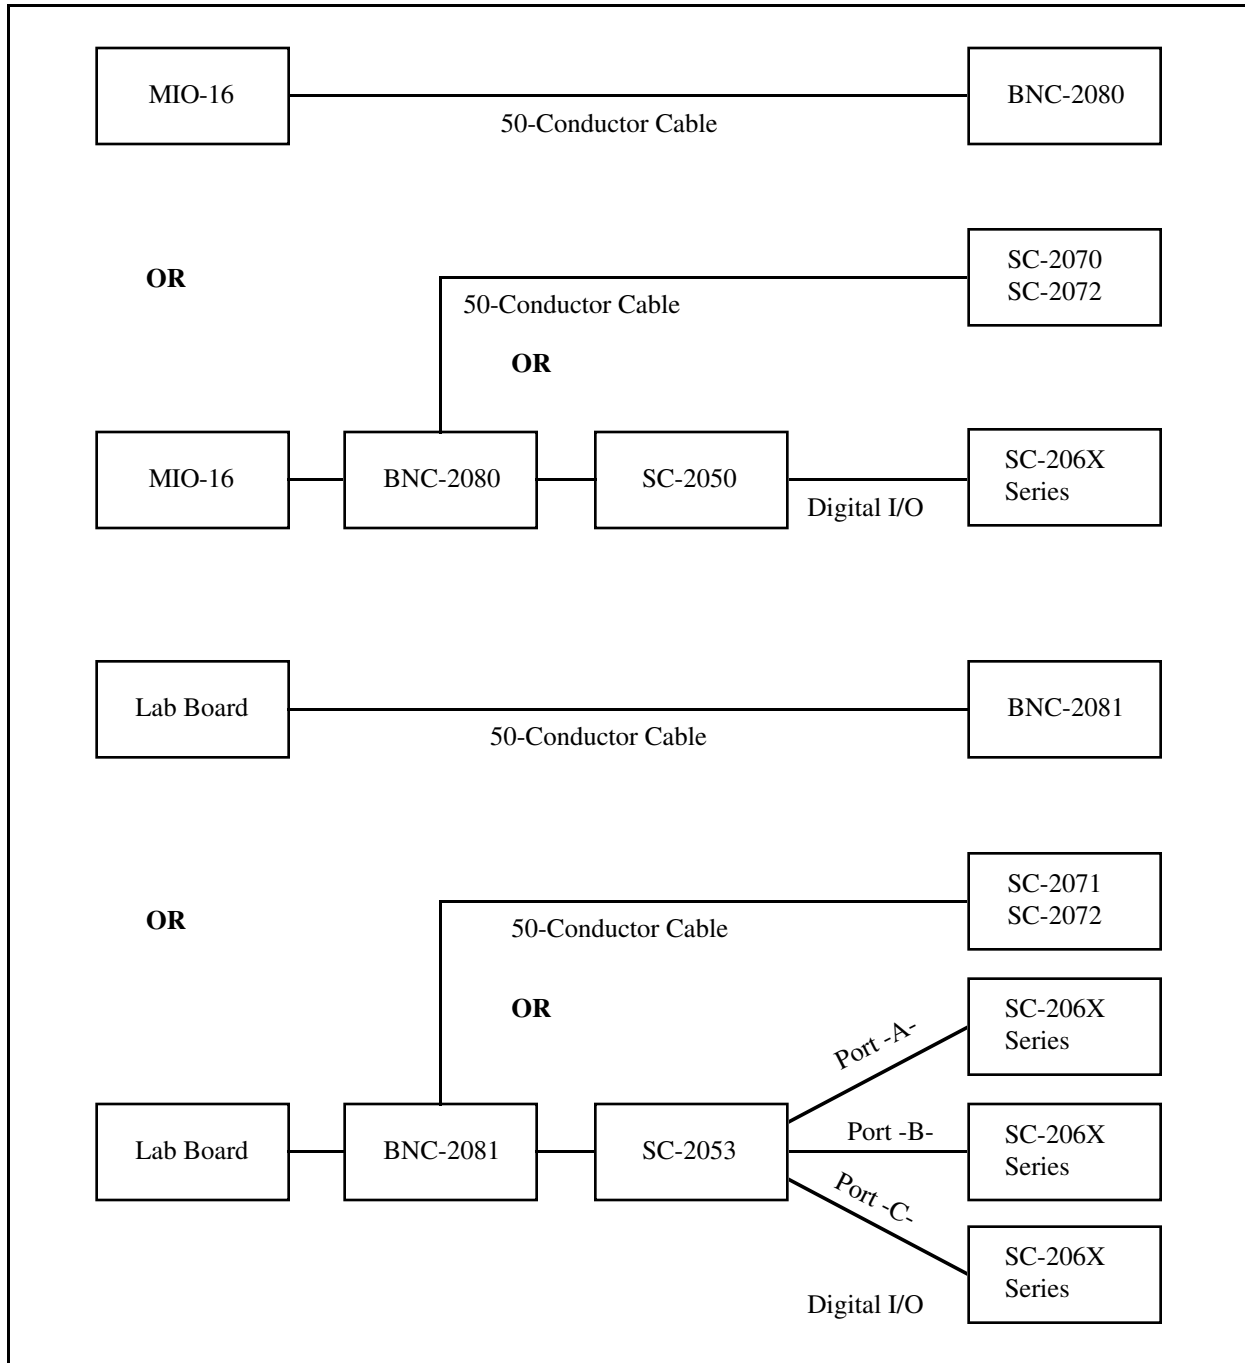 MIO-16
BNC-2080
50-Conductor Cable
SC-2070
SC-2072
OR
50-Conductor Cable
OR
MIO-16
BNC-2080
SC-2050
SC-206X
Series
Digital I/O
Lab Board
BNC-2081
50-Conductor Cable
SC-2071
SC-2072
OR
50-Conductor Cable
OR
SC-206X
Series
Port -A-
Lab Board
BNC-2081
SC-2053
Port -B-
SC-206X
Series
Port -C-
SC-206X
Series
Digital I/O